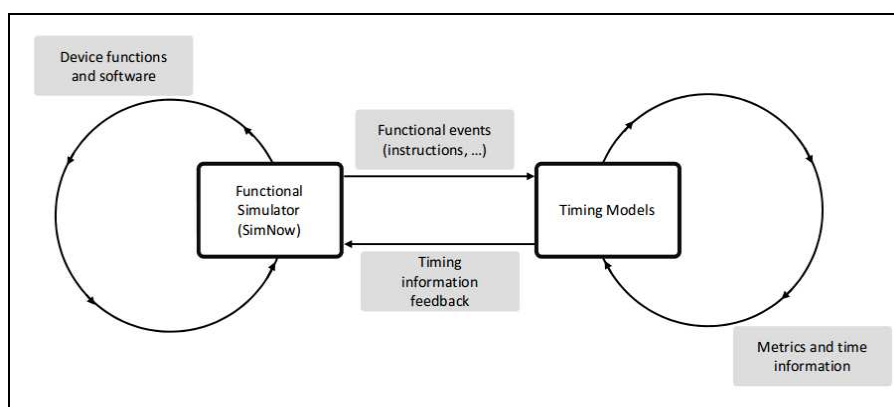 Device functions
and software
Functional events
(instructions, ...)
Functional
Simulator
(SimNow)
Timing Models
Timing
information
feedback
Metrics and time
information